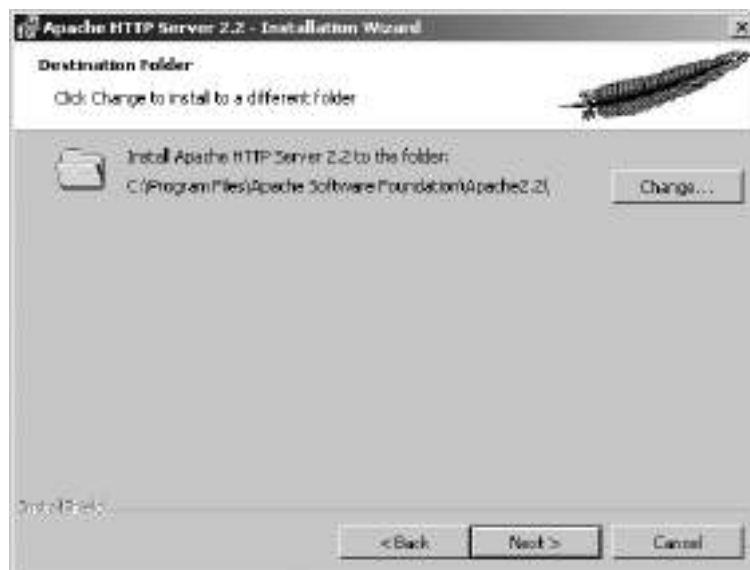 Apache HTTP Server 2.2 - Installation Wizard
Destination Folder
Click Change to install to a different folder
Install Apache HTTP Server 2.2 to the folder:
C:\Program Files\Apache Software Foundation\Apache2.2\
Change...
InstallShield
< Back
Next >
Cancel